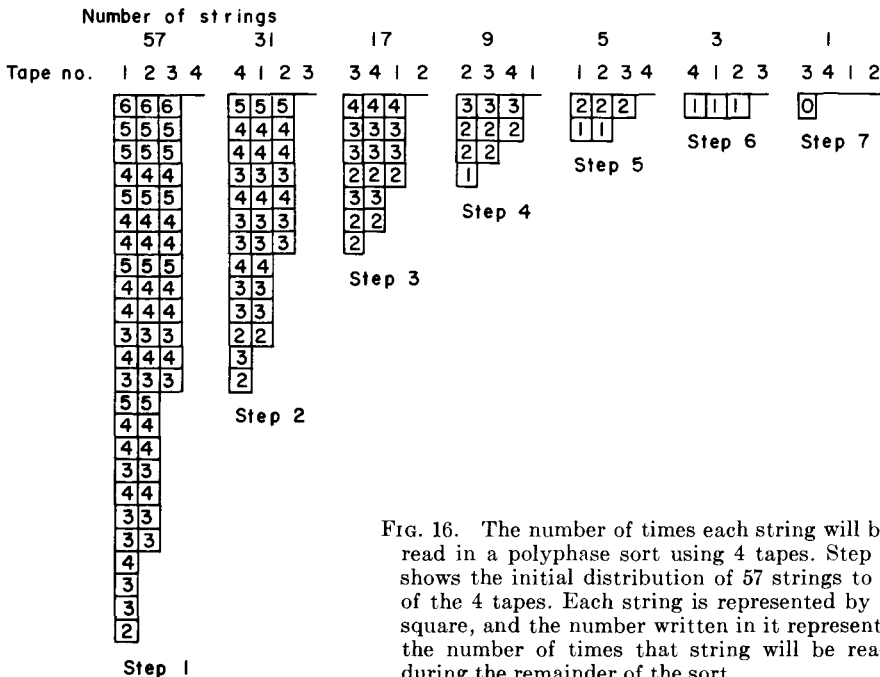 Number of strings
57 31 17 9 5 3 1
Tape no. 1 2 3 4 4 1 2 3 3 4 1 2 2 3 4 1 1 2 3 4 4 1 2 3 3 4 1 2
6 6 6 5 5 5 4 4 4 3 3 3 2 2 2 1 1 1 0
5 5 5 4 4 4 3 3 3 2 2 2 1 1
Step 6 Step 7
5 5 5 4 4 4 3 3 3 2 2
Step 5
4 4 4 3 3 3 2 2 2 1
5 5 5 4 4 4 3 3
Step 4
4 4 4 3 3 3 2 2
4 4 4 3 3 3 2
5 5 5 4 4
Step 3
4 4 4 3 3
4 4 4 3 3
3 3 3 2 2
4 4 4 3
3 3 3 2
5 5
Step 2
4 4
4 4
3 3
4 4
3 3
3 3
4
3
3
2
Step 1
FIG. 16. The number of times each string will b
read in a polyphase sort using 4 tapes. Step
shows the initial distribution of 57 strings to
of the 4 tapes. Each string is represented by
square, and the number written in it represent
the number of times that string will be rea
during the remainder of the sort.